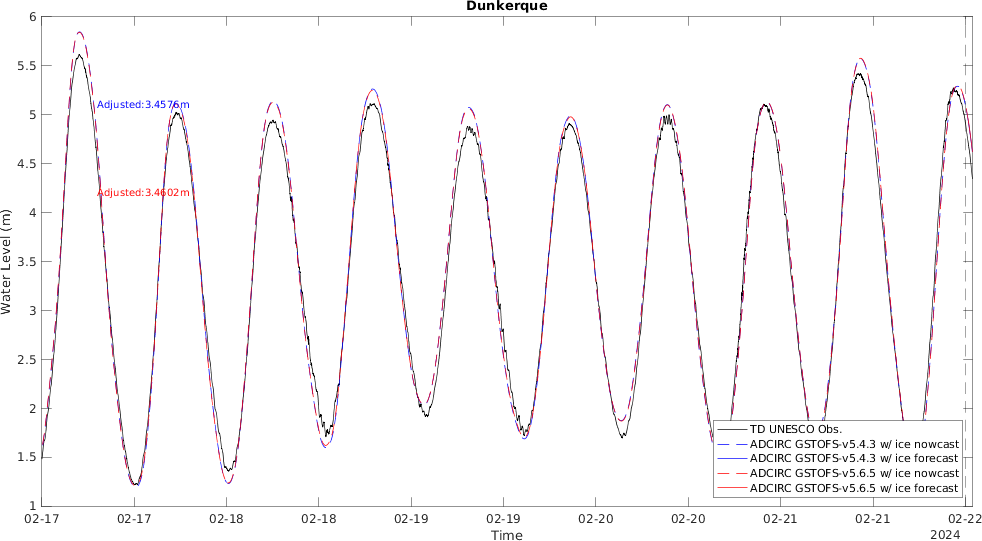 Dunkerque
6
5.5
5
4.5
4
3.5
3
2.5
2
1.5
1
Water Level (m)
Adjusted:3.4576m
Adjusted:3.4602m
TD UNESCO Obs.
ADCIRC GSTOFS-v5.4.3 w/ ice nowcast
ADCIRC GSTOFS-v5.4.3 w/ ice forecast
ADCIRC GSTOFS-v5.6.5 w/ ice nowcast
ADCIRC GSTOFS-v5.6.5 w/ ice forecast
02-17 02-17 02-18 02-18 02-19 02-19 02-20 02-20 02-21 02-21 02-22
Time
2024